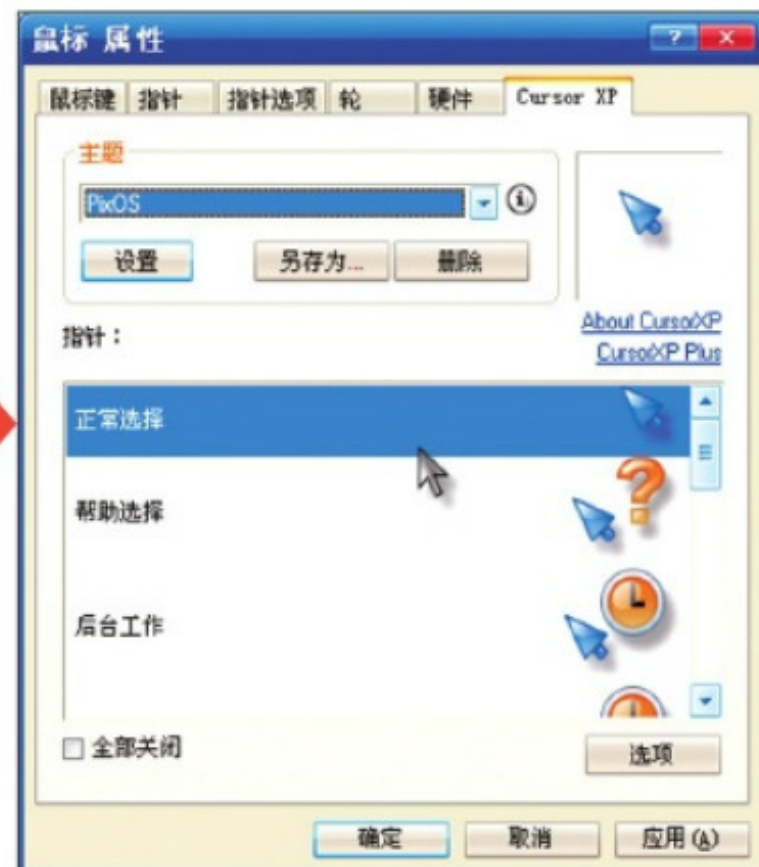 鼠标 属性
鼠标键 指针 指针选项 轮 硬件 Cursor XP
主题
PixOS
设置 另存为... 删除
About CursorXP
指针：
CursorXP Plus
正常选择
帮助选择
后台工作
全部关闭
选项
确定 取消 应用(A)